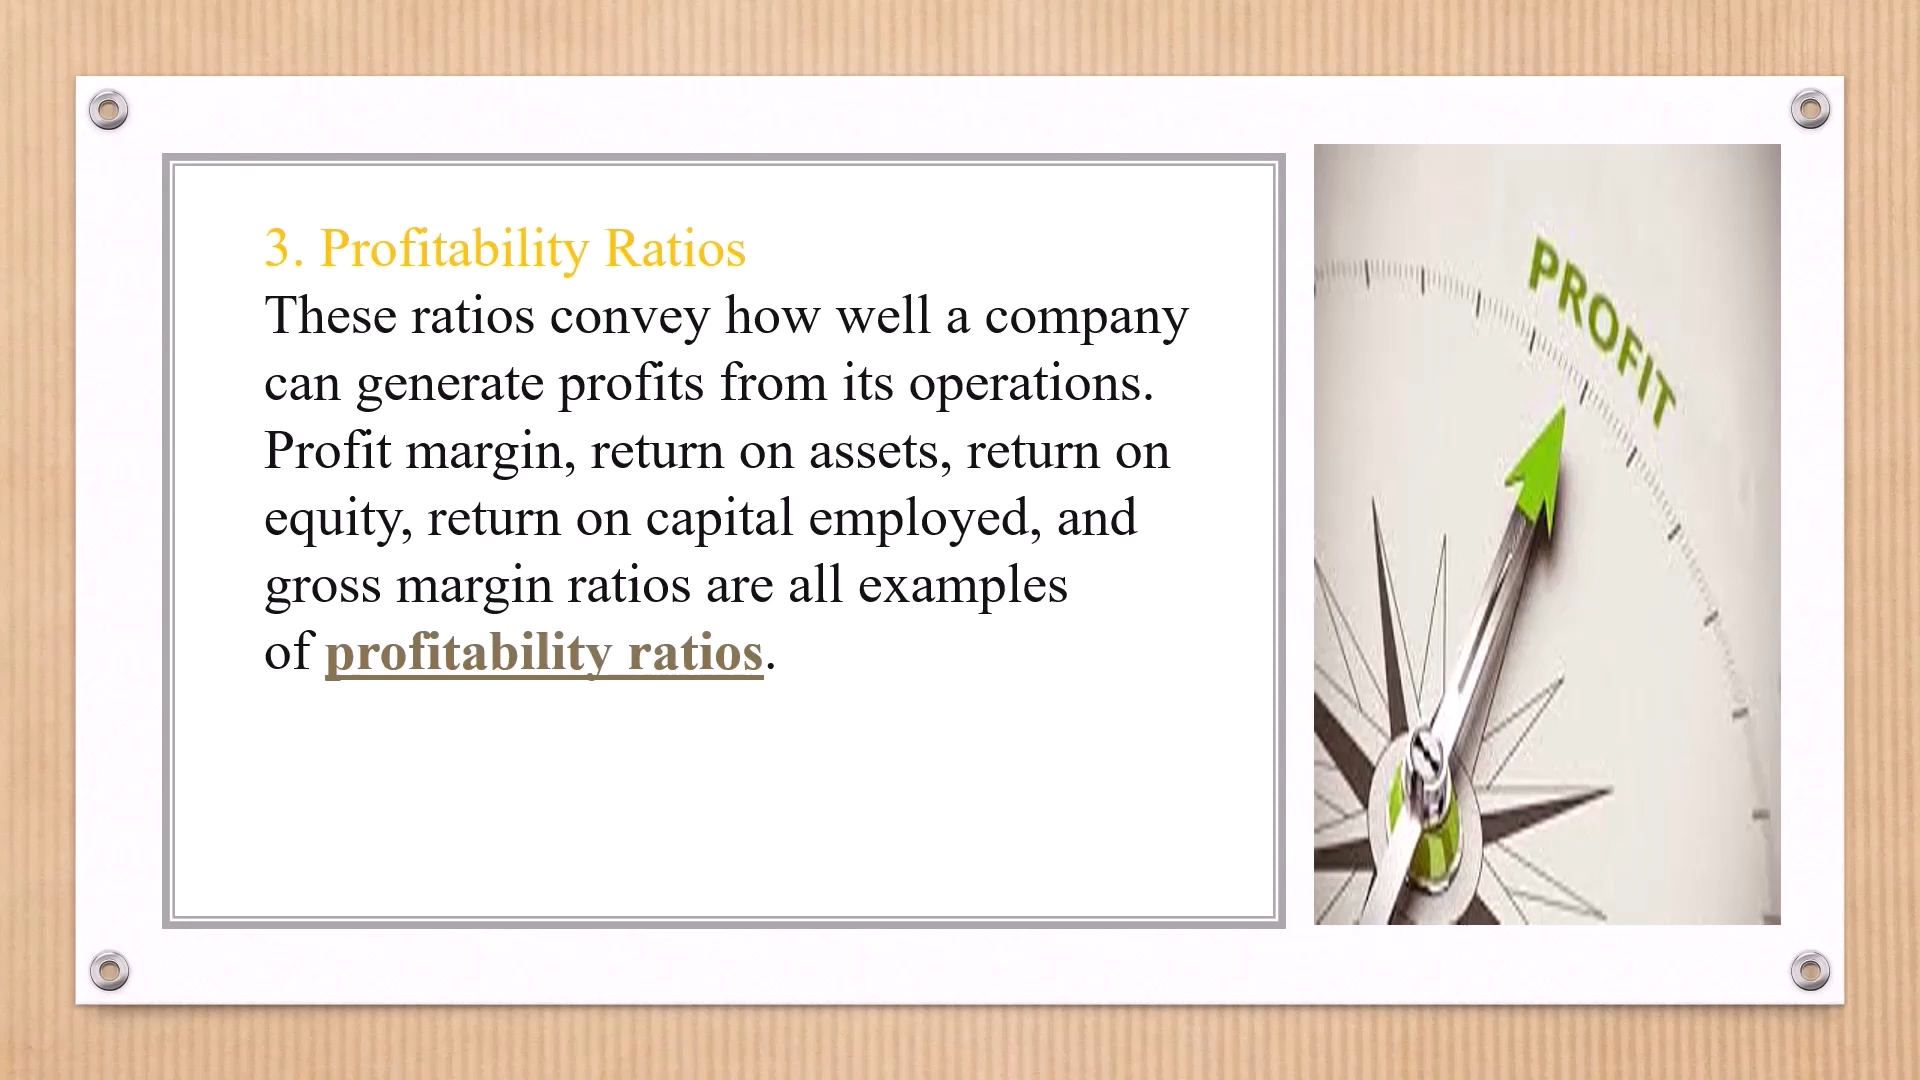 3. Profitability Ratios
These ratios convey how well a company
can generate profits from its operations.
Profit margin, return on assets, return on
equity, return on capital employed, and
gross margin ratios are all examples
of profitability ratios.
PROFIT